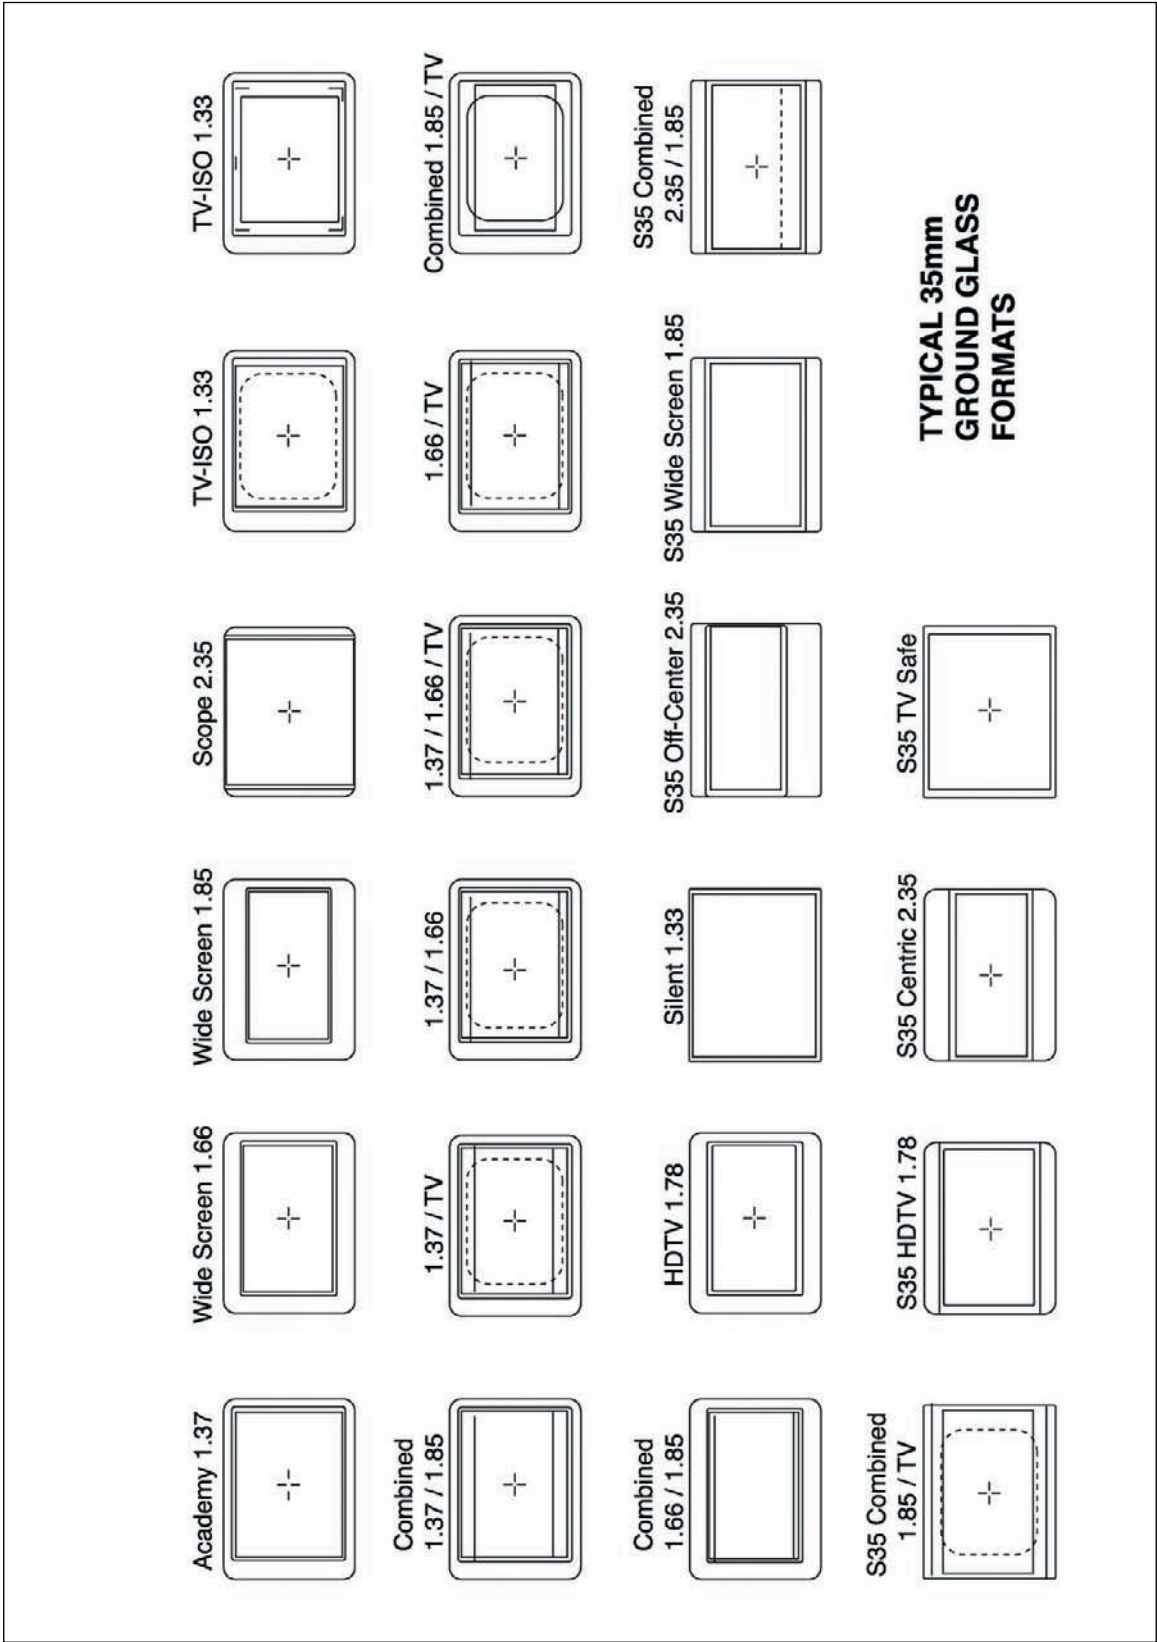 Academy 1.37
Wide Screen 1.66
Wide Screen 1.85
Scope 2.35
TV-ISO 1.33
TV-ISO 1.33
Combined
1.37 / 1.85
1.37 / TV
1.37 / 1.66
1.37 / 1.66 / TV
1.66 / TV
Combined 1.85 / TV
Combined
1.66 / 1.85
HDTV 1.78
Silent 1.33
S35 Off-Center 2.35
S35 Wide Screen 1.85
S35 Combined
2.35 / 1.85
S35 Combined
1.85 / TV
S35 HDTV 1.78
S35 Centric 2.35
S35 TV Safe
TYPICAL 35mm
GROUND GLASS
FORMATS